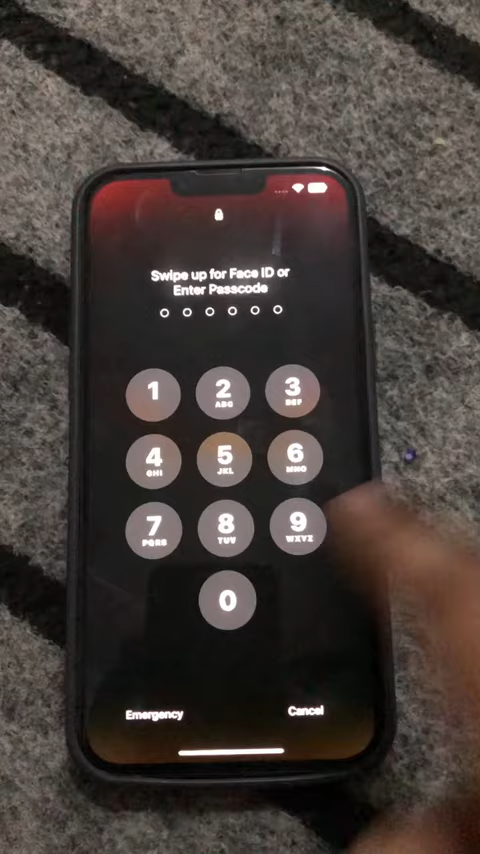 Swipe up for Face ID or
Enter Passcode
1 2 3
ABC DEF
4 5 6
GHI JKL MNO
7 8 9
PQRS TUV WXYZ
0
Emergency Cancel